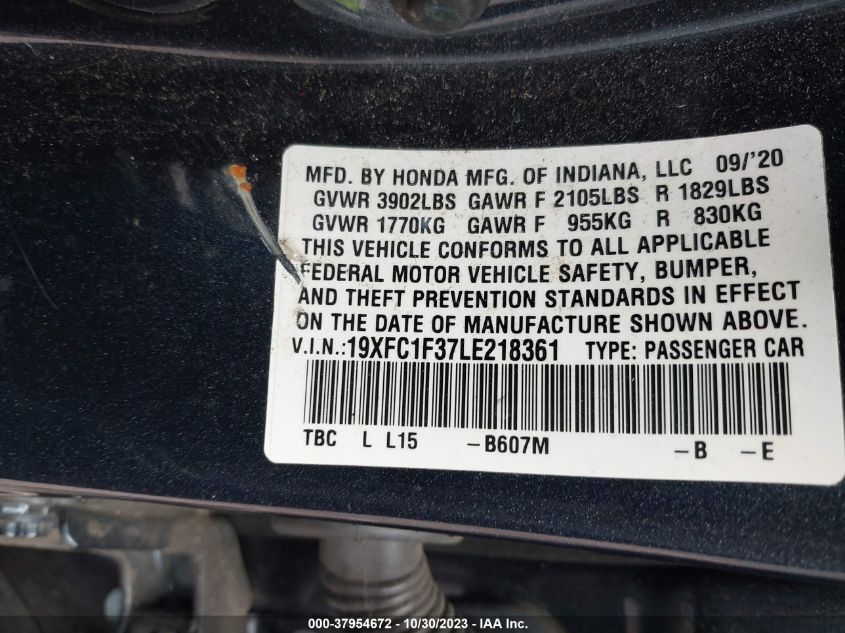 MFD. BY HONDA MFG. OF INDIANA, LLC 09/'20
GVWR 3902LBS GAWR F 2105LBS R 1829LBS
GVWR 1770KG GAWR F 955KG R 830KG
THIS VEHICLE CONFORMS TO ALL APPLICABLE
FEDERAL MOTOR VEHICLE SAFETY, BUMPER,
AND THEFT PREVENTION STANDARDS IN EFFECT
ON THE DATE OF MANUFACTURE SHOWN ABOVE.
V.I.N.:19XFC1F37LE218361 TYPE: PASSENGER CAR
TBC L L15 -B607M -B -E
000-37954672 - 10/30/2023 - IAA Inc.